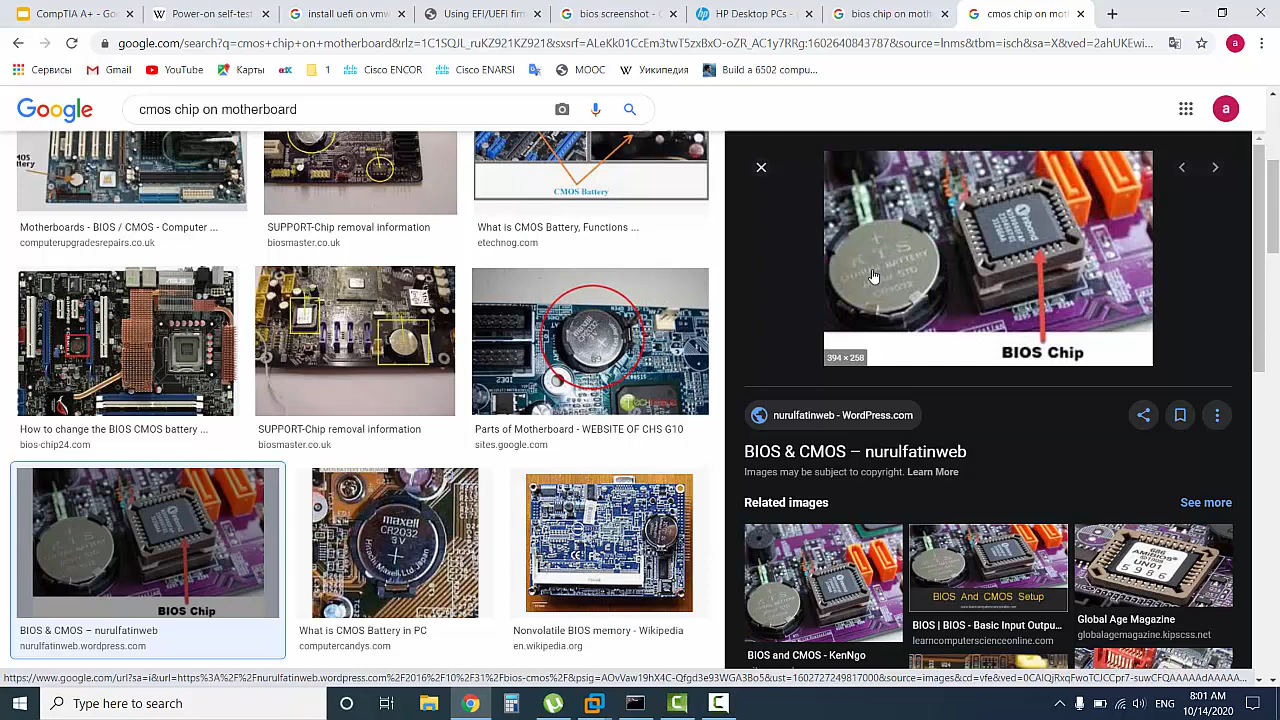 CompTIA A+ - Goo
Power-on self-test
install uefi on vmw
Using EFI/UEFI firm
BIOS screenshot - G
HP Desktop PCs -
bios chip on moth
cmos chip on moth
google.com/search?q=cmos+chip+on+motherboard&rlz=1C1SQJL_ruKZ921KZ921&sxsrf=ALeKk01CcEm3twT5zxBxO-oZR_AC1y7RRg:1602640843787&source=lnms&tbm=isch&sa=X&ved=2ahUKEwi...
Сервисы
Gmail
YouTube
Карты
1
Cisco ENCOR
Cisco ENARSI
MOOC
Уикипедия
Build a 6502 compu...
Google
cmos chip on motherboard
CMOS Battery
Motherboards - BIOS / CMOS - Computer ...
computerupgradesrepairs.co.uk
SUPPORT-Chip removal information
biosmaster.co.uk
What is CMOS Battery, Functions ...
etechnog.com
How to change the BIOS CMOS battery ...
bios-chip24.com
SUPPORT-Chip removal information
biosmaster.co.uk
Parts of Motherboard - WEBSITE OF CHS G10
sites.google.com
BIOS Chip
BIOS & CMOS – nurulfatinweb
nurulfatinweb.wordpress.com
maxell
CR2032
3 V
What is CMOS Battery in PC
computercandys.com
Nonvolatile BIOS memory - Wikipedia
en.wikipedia.org
BIOS Chip
394 × 258
nurulfatinweb - WordPress.com
BIOS & CMOS – nurulfatinweb
Images may be subject to copyright. Learn More
Related images
See more
BIOS and CMOS - KenNgo
BIOS And CMOS Setup
BIOS | BIOS - Basic Input Outpu...
learncomputerscienceonline.com
686
AMIBIOS
UN01
5986
Global Age Magazine
globalagemagazine.kipscss.net
Type here to search
ENG
8:01 AM
10/14/2020